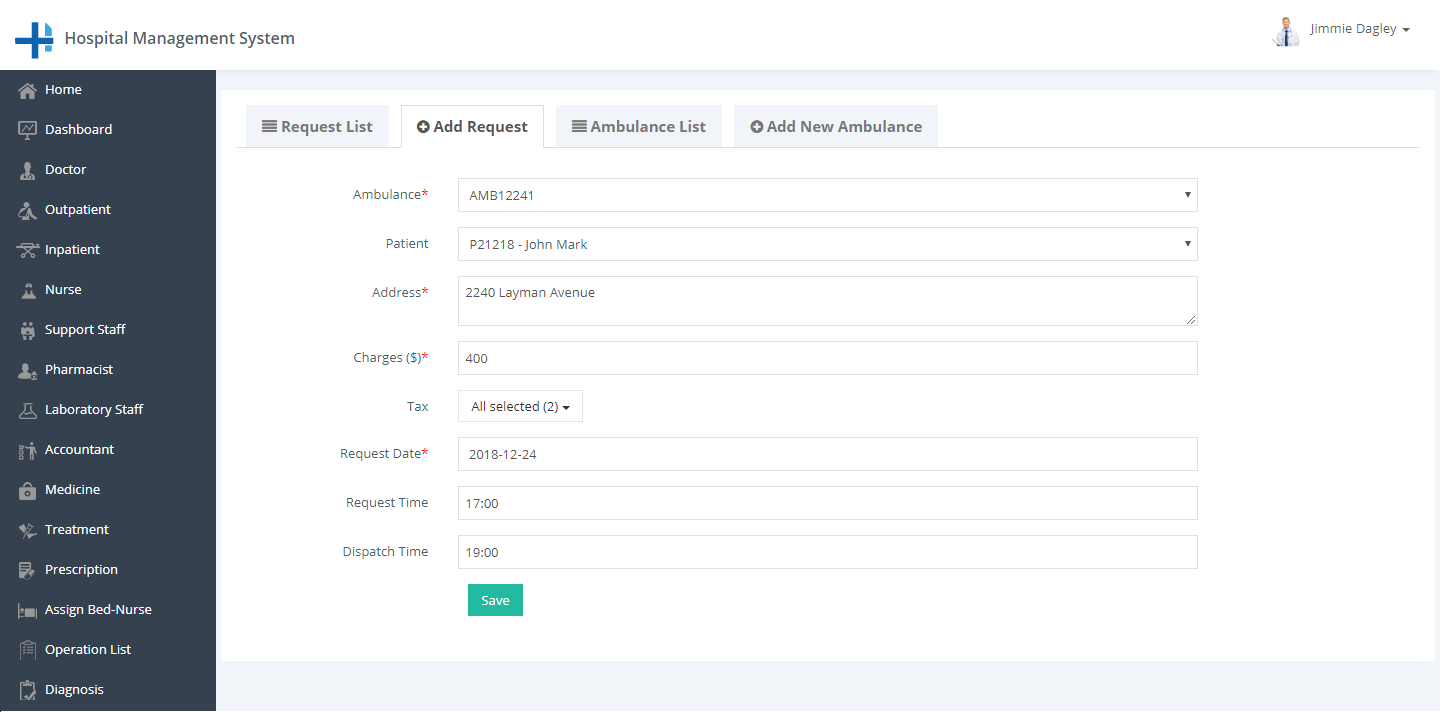 Hospital Management System
Jimmie Dagley
Home
Dashboard
Doctor
Outpatient
Inpatient
Nurse
Support Staff
Pharmacist
Laboratory Staff
Accountant
Medicine
Treatment
Prescription
Assign Bed-Nurse
Operation List
Diagnosis
Request List
Add Request
Ambulance List
Add New Ambulance
Ambulance* AMB12241
Patient P21218 - John Mark
Address* 2240 Layman Avenue
Charges ($)* 400
Tax All selected (2)
Request Date* 2018-12-24
Request Time 17:00
Dispatch Time 19:00
Save